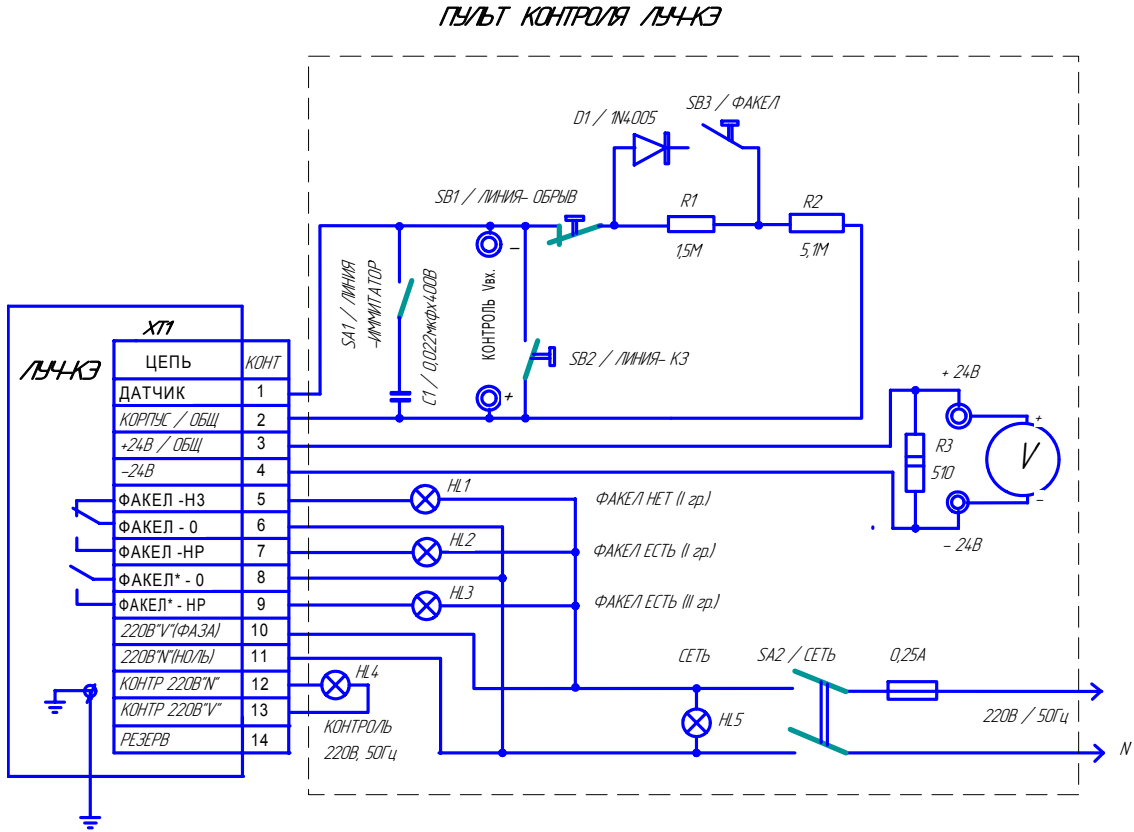 ПУЛЬТ КОНТРОЛЯ ЛУЧ-КЭ
SB3 / ФАКЕЛ
D1 / 1N4005
SB1 / ЛИНИЯ- ОБРЫВ
R1
R2
1,5М
5,1М
SA1 / ЛИНИЯ
-ИММИТАТОР
С1 / 0,022мкфх400В
КОНТРОЛЬ Vвх.
−
+
SB2 / ЛИНИЯ- КЗ
ЛУЧ-КЭ
XT1
ЦЕПЬ КОНТ
ДАТЧИК 1
КОРПУС / ОБЩ 2
+24В / ОБЩ 3
-24В 4
ФАКЕЛ -НЗ 5
ФАКЕЛ - 0 6
ФАКЕЛ -НР 7
ФАКЕЛ* - 0 8
ФАКЕЛ* - НР 9
220В"V"(ФАЗА) 10
220В"N"(НОЛЬ) 11
КОНТР 220В"N" 12
КОНТР 220В"V" 13
РЕЗЕРВ 14
+ 24В
R3
510
V
+
−
− 24В
HL1
ФАКЕЛ НЕТ (I гр.)
HL2
ФАКЕЛ ЕСТЬ (I гр.)
HL3
ФАКЕЛ ЕСТЬ (II гр.)
HL4
КОНТРОЛЬ
220В, 50Гц
СЕТЬ
HL5
SA2 / СЕТЬ
0,25А
220В / 50Гц
N